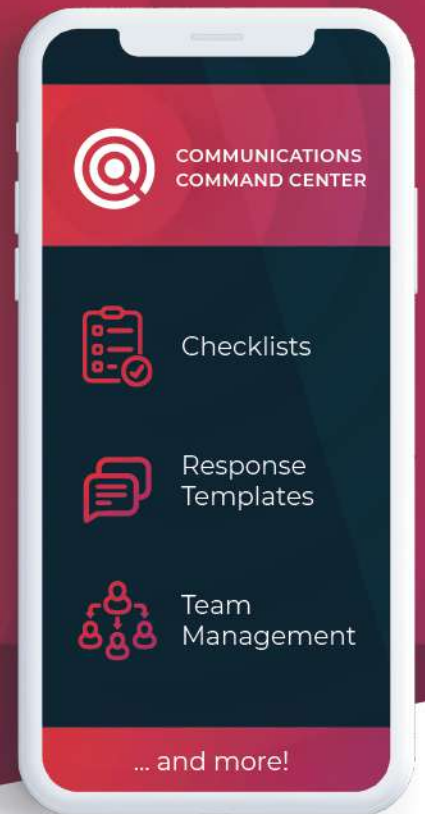 COMMUNICATIONS
COMMAND CENTER
Checklists
Response
Templates
Team
Management
... and more!